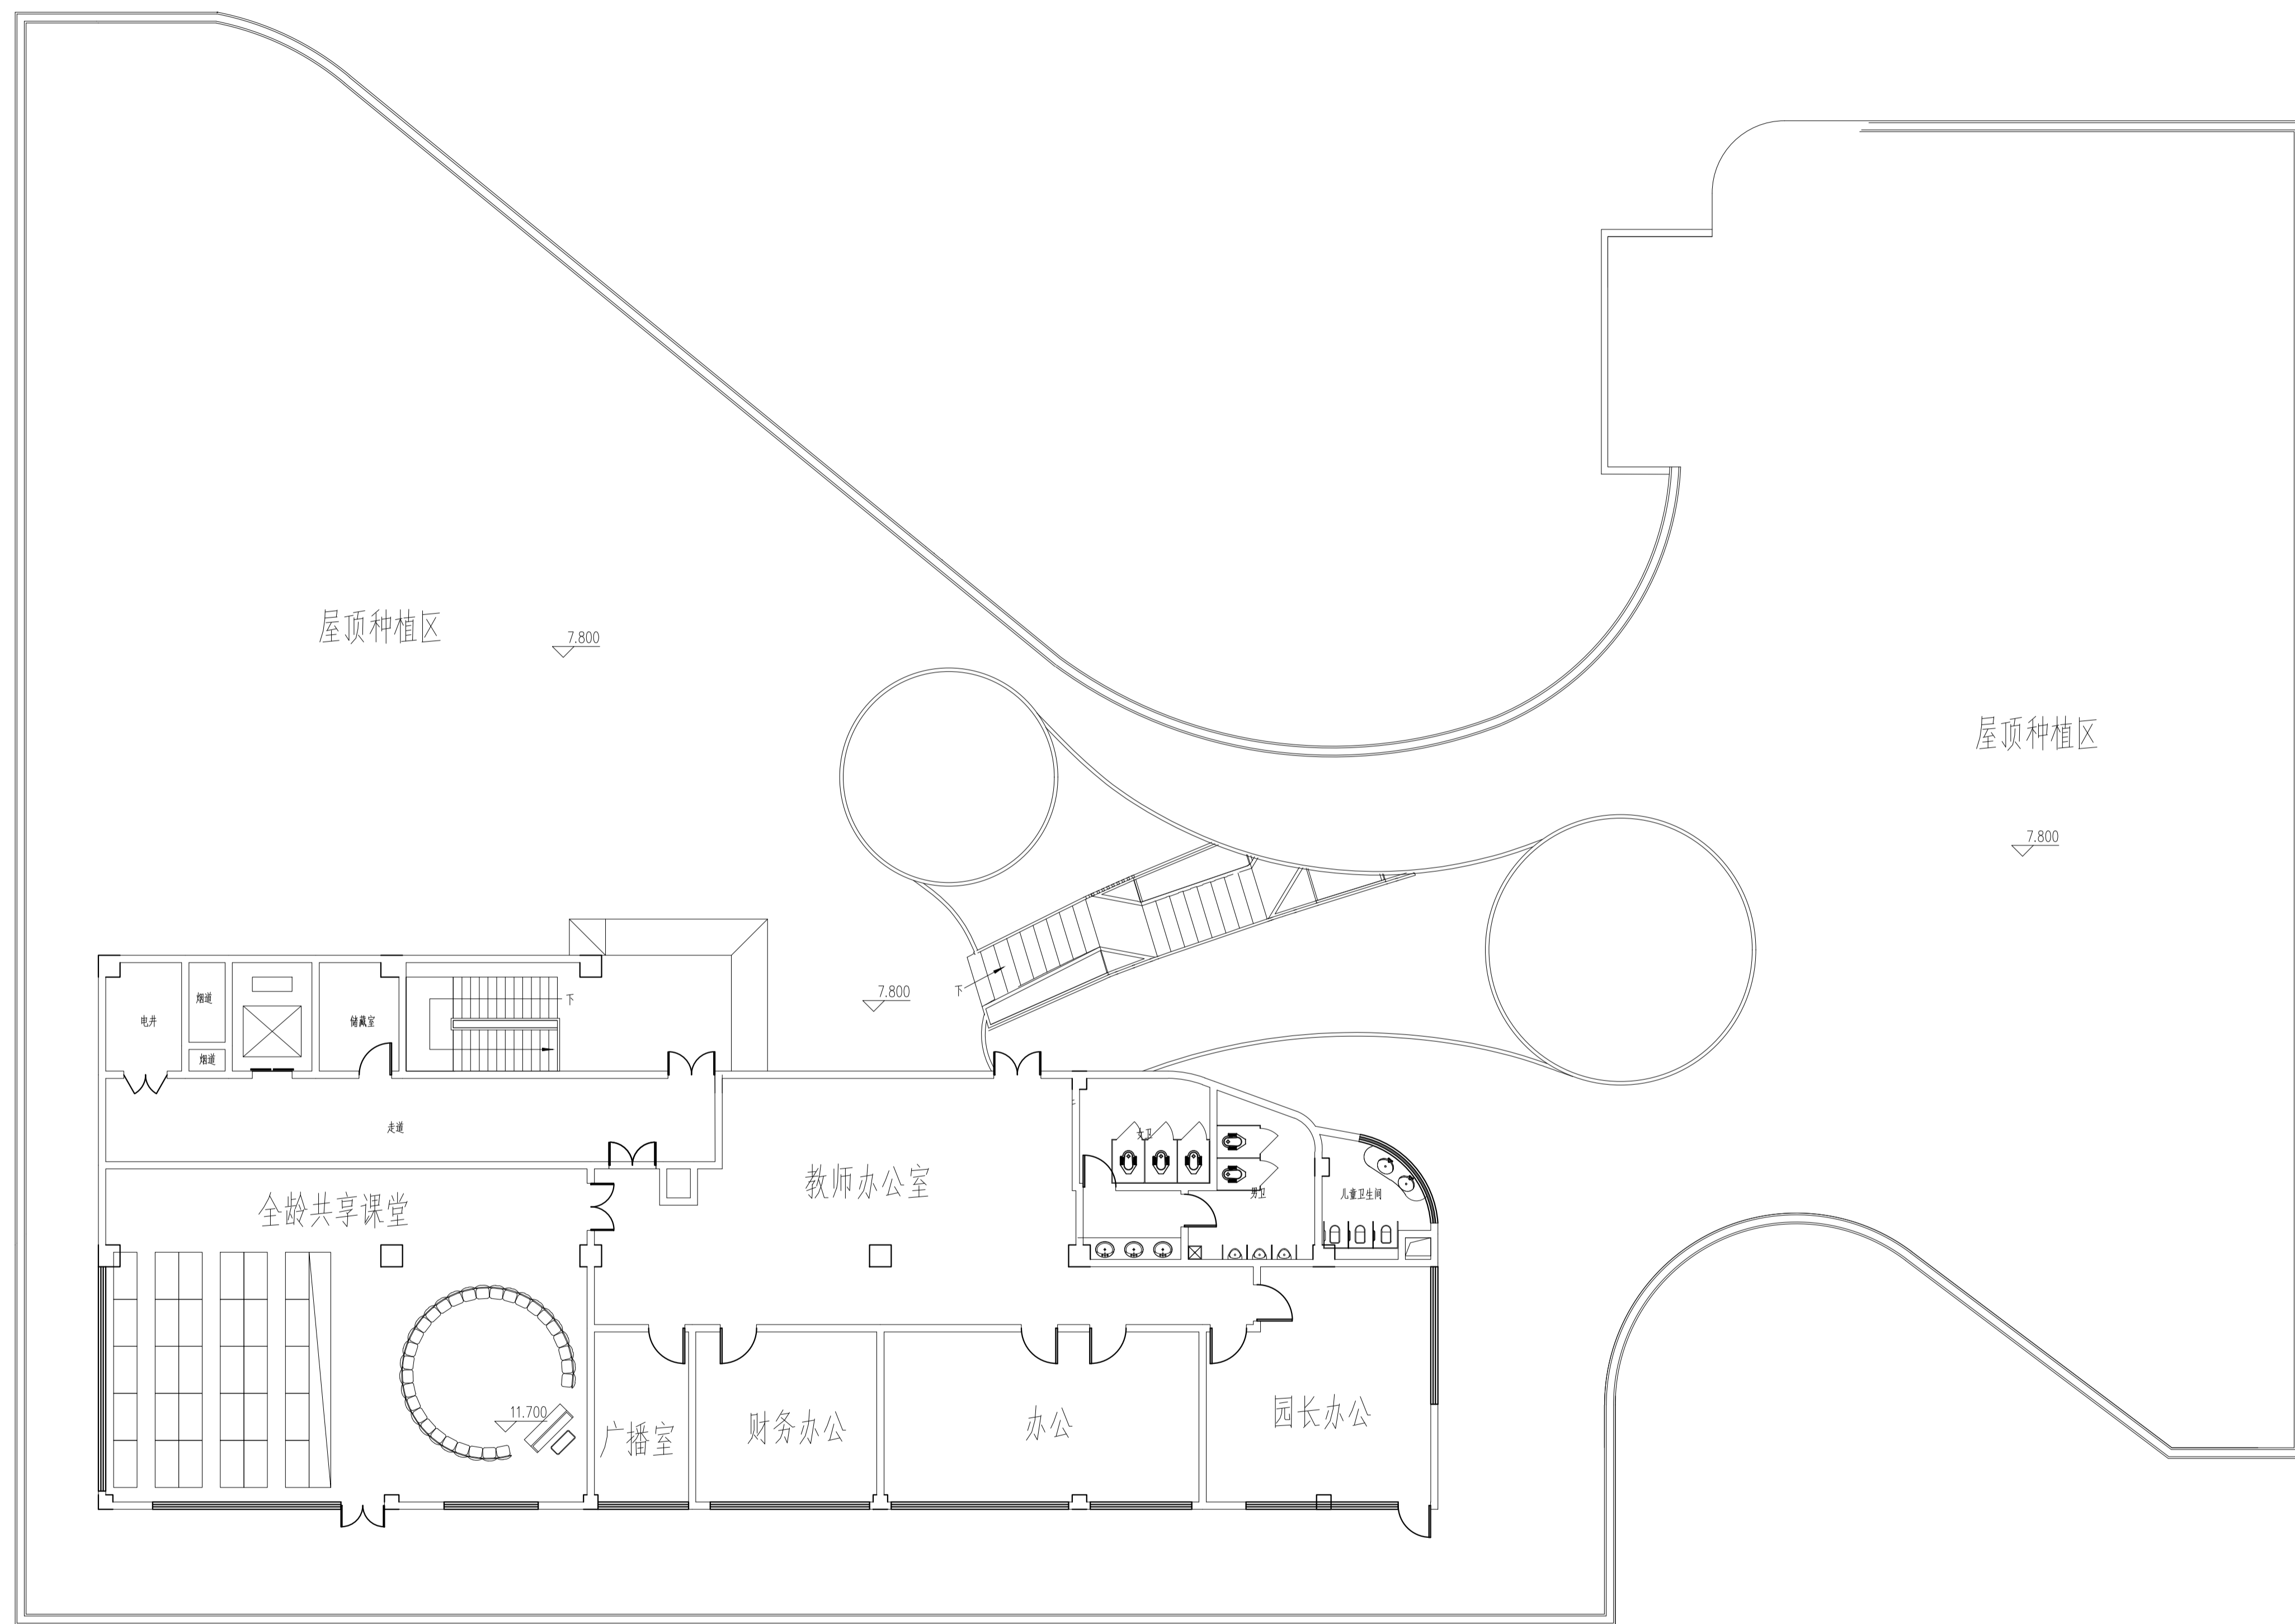 屋顶种植区
7.800
屋顶种植区
7.800
7.800
下
下
烟道
电井
储藏室
烟道
走道
女卫
教师办公室
男卫
儿童卫生间
全龄共享课堂
11.700
广播室
财务办公
办公
园长办公